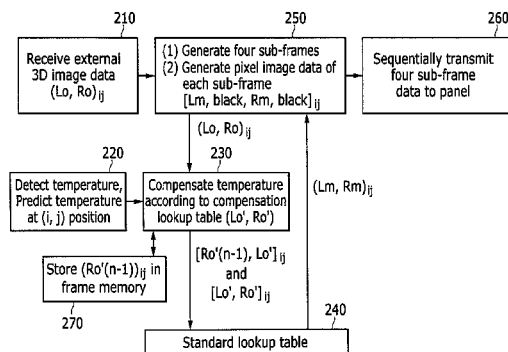 210
Receive external
3D image data
(Lo, Ro)ij
250
(1) Generate four sub-frames
(2) Generate pixel image data of
each sub-frame
[Lm, black, Rm, black]ij
260
Sequentially transmit
four sub-frame
data to panel
(Lo, Ro)ij
(Lm, Rm)ij
220
Detect temperature,
Predict temperature
at (i, j) position
230
Compensate temperature
according to compensation
lookup table (Lo', Ro')
Store (Ro'(n-1))ij in
frame memory
270
[Ro'(n-1), Lo']ij
and
[Lo', Ro']ij
240
Standard lookup table